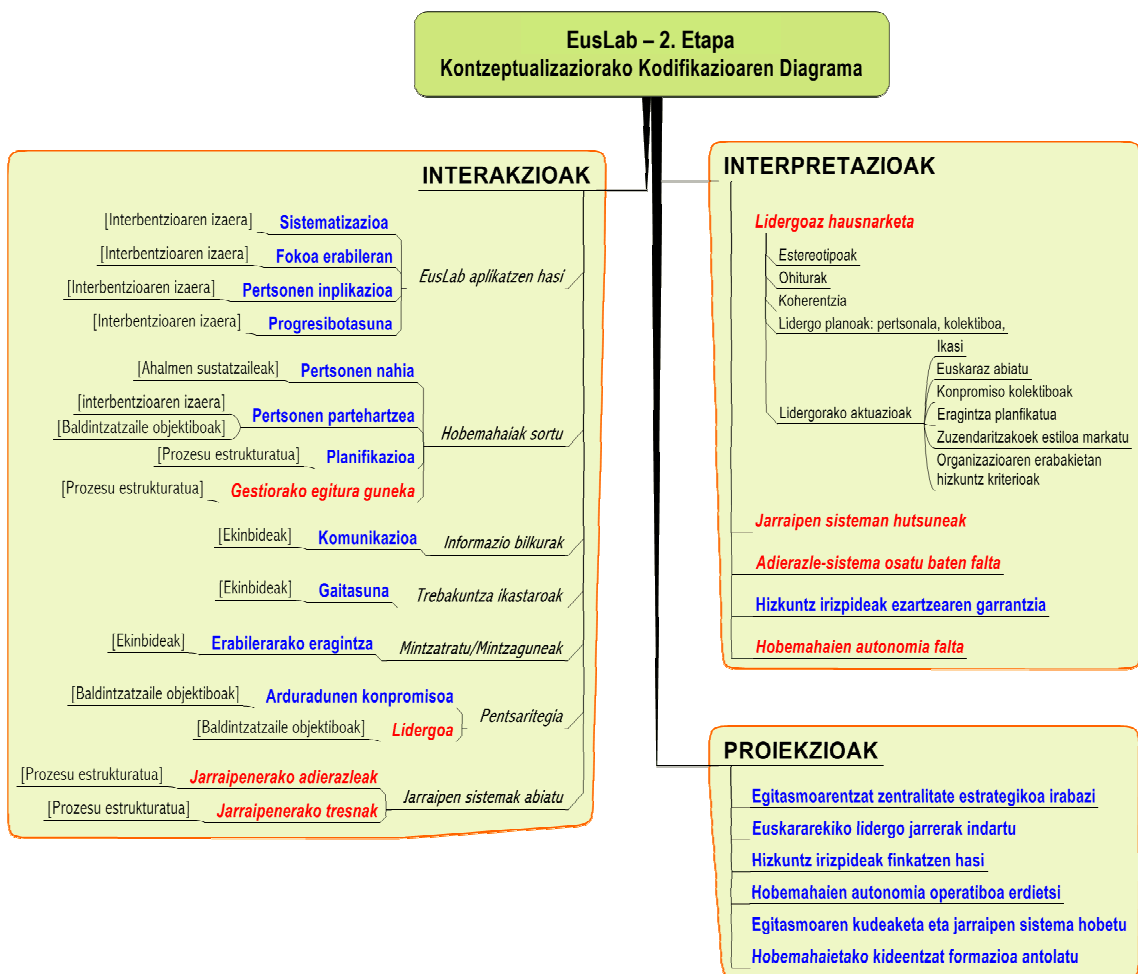 EusLab – 2. Etapa
Kontzeptualizaziorako Kodifikazioaren Diagrama
INTERAKZIOAK
[Interbentzioaren izaera] Sistematizazioa
[Interbentzioaren izaera] Fokoa erabileran
EusLab aplikatzen hasi
[Interbentzioaren izaera] Pertsonen inplikazioa
[Interbentzioaren izaera] Progresibotasuna
[Ahalmen sustatzaileak] Pertsonen nahia
[interbentzioaren izaera]
Pertsonen partehartzea
[Baldintzatzaile objektiboak]
Hobemahaiak sortu
[Prozesu estrukturatua] Planifikazioa
[Prozesu estrukturatua] Gestiorako egitura guneka
[Ekinbideak] Komunikazioa Informazio bilkurak
[Ekinbideak] Gaitasuna Trebakuntza ikastaroak
[Ekinbideak] Erabilerarako eragintza Mintzatratu/Mintzaguneak
[Baldintzatzaile objektiboak] Arduradunen konpromisoa
Pentsaritegia
[Baldintzatzaile objektiboak] Lidergoa
[Prozesu estrukturatua] Jarraipenerako adierazleak
Jarraipen sistemak abiatu
[Prozesu estrukturatua] Jarraipenerako tresnak
INTERPRETAZIOAK
Lidergoaz hausnarketa
Estereotipoak
Ohiturak
Koherentzia
Lidergo planoak: pertsonala, kolektiboa,
Lidergorako aktuazioak
Ikasi
Euskaraz abiatu
Konpromiso kolektiboak
Eragintza planfikatua
Zuzendaritzakoek estiloa markatu
Organizazioaren erabakietan
hizkuntz kriterioak
Jarraipen sisteman hutsuneak
Adierazle-sistema osatu baten falta
Hizkuntz irizpideak ezartzearen garrantzia
Hobemahaien autonomia falta
PROIEKZIOAK
Egitasmoarentzat zentralitate estrategikoa irabazi
Euskararekiko lidergo jarrerak indartu
Hizkuntz irizpideak finkatzen hasi
Hobemahaien autonomia operatiboa erdietsi
Egitasmoaren kudeaketa eta jarraipen sistema hobetu
Hobemahaietako kideentzat formazioa antolatu